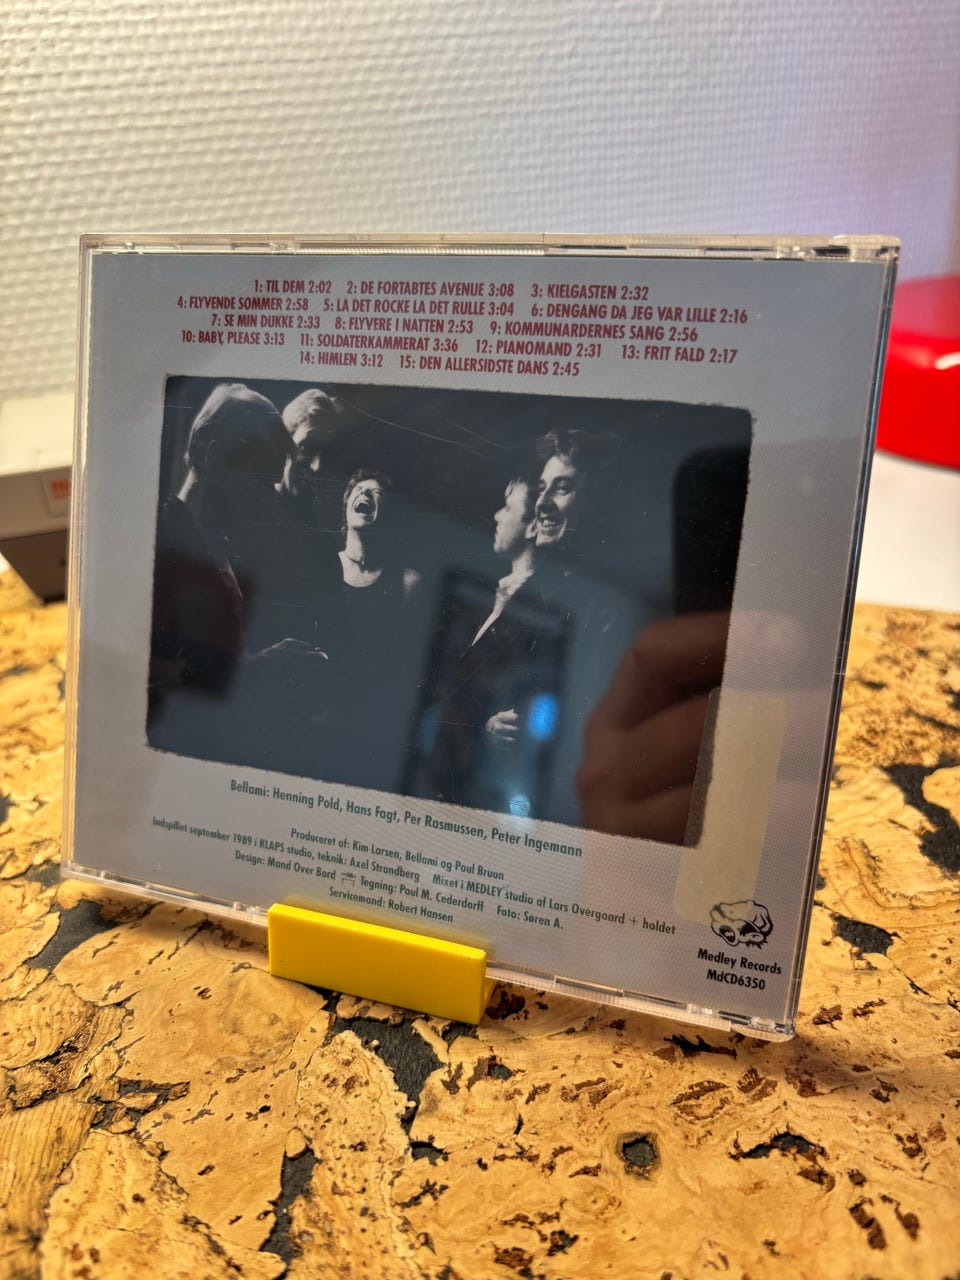 1: TIL DEM 2:02 2: DE FORTABTES AVENUE 3:08 3: KIELGASTEN 2:32
4: FLYVENDE SOMMER 2:58 5: LA DET ROCKE LA DET RULLE 3:04 6: DENGANG DA JEG VAR LILLE 2:16
7: SE MIN DUKKE 2:33 8: FLYVERE I NATTEN 2:53 9: KOMMUNARDERNES SANG 2:56
10: BABY, PLEASE 3:13 11: SOLDATERKAMMERAT 3:36 12: PIANOMAND 2:31 13: FRIT FALD 2:17
14: HIMLEN 3:12 15: DEN ALLERSIDSTE DANS 2:45
Bellami: Henning Pold, Hans Fagt, Per Rasmussen, Peter Ingemann
Produceret af: Kim Larsen, Bellami og Poul Bruun
Indspillet september 1989 i KLAPS studio, teknik: Axel Strandberg Mixet i MEDLEY studio af Lars Overgaard + holdet
Design: Mand Over Bord Tegning: Paul M. Cederdorff Foto: Søren A.
Servicemand: Robert Hansen
Medley Records
MdCD6350